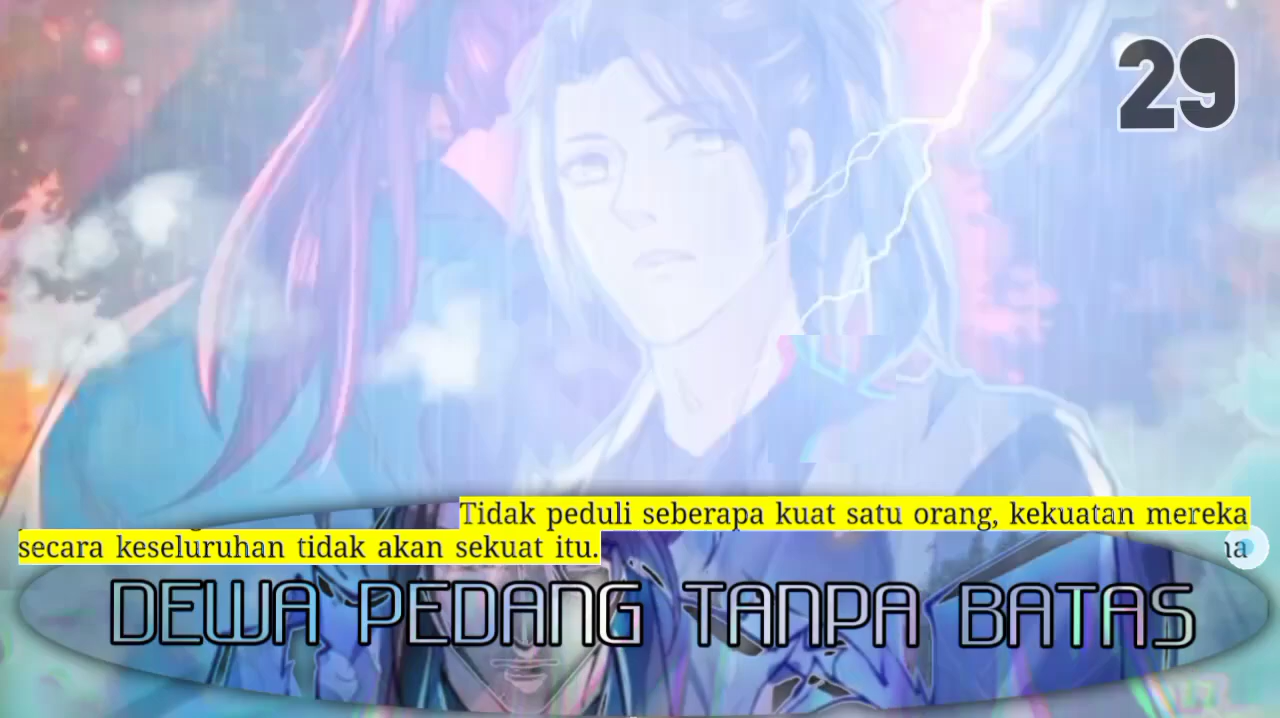 29
Tidak peduli seberapa kuat satu orang, kekuatan mereka
secara keseluruhan tidak akan sekuat itu.
DEWA PEDANG TANPA BATAS